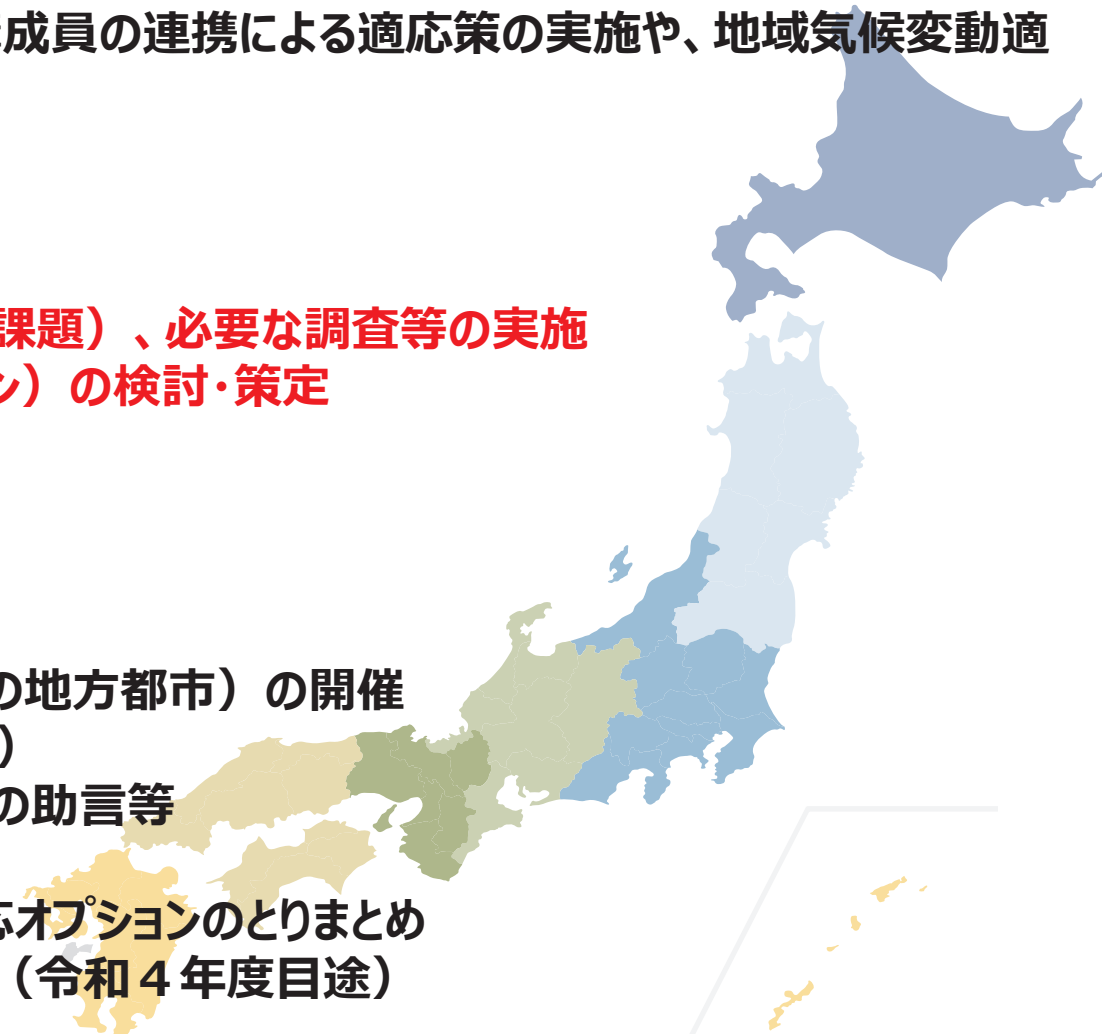 成員の連携による適応策の実施や、地域気候変動適
課題）、必要な調査等の実施
ン）の検討・策定
の地方都市）の開催
）
の助言等
応オプションのとりまとめ
（令和４年度目途）